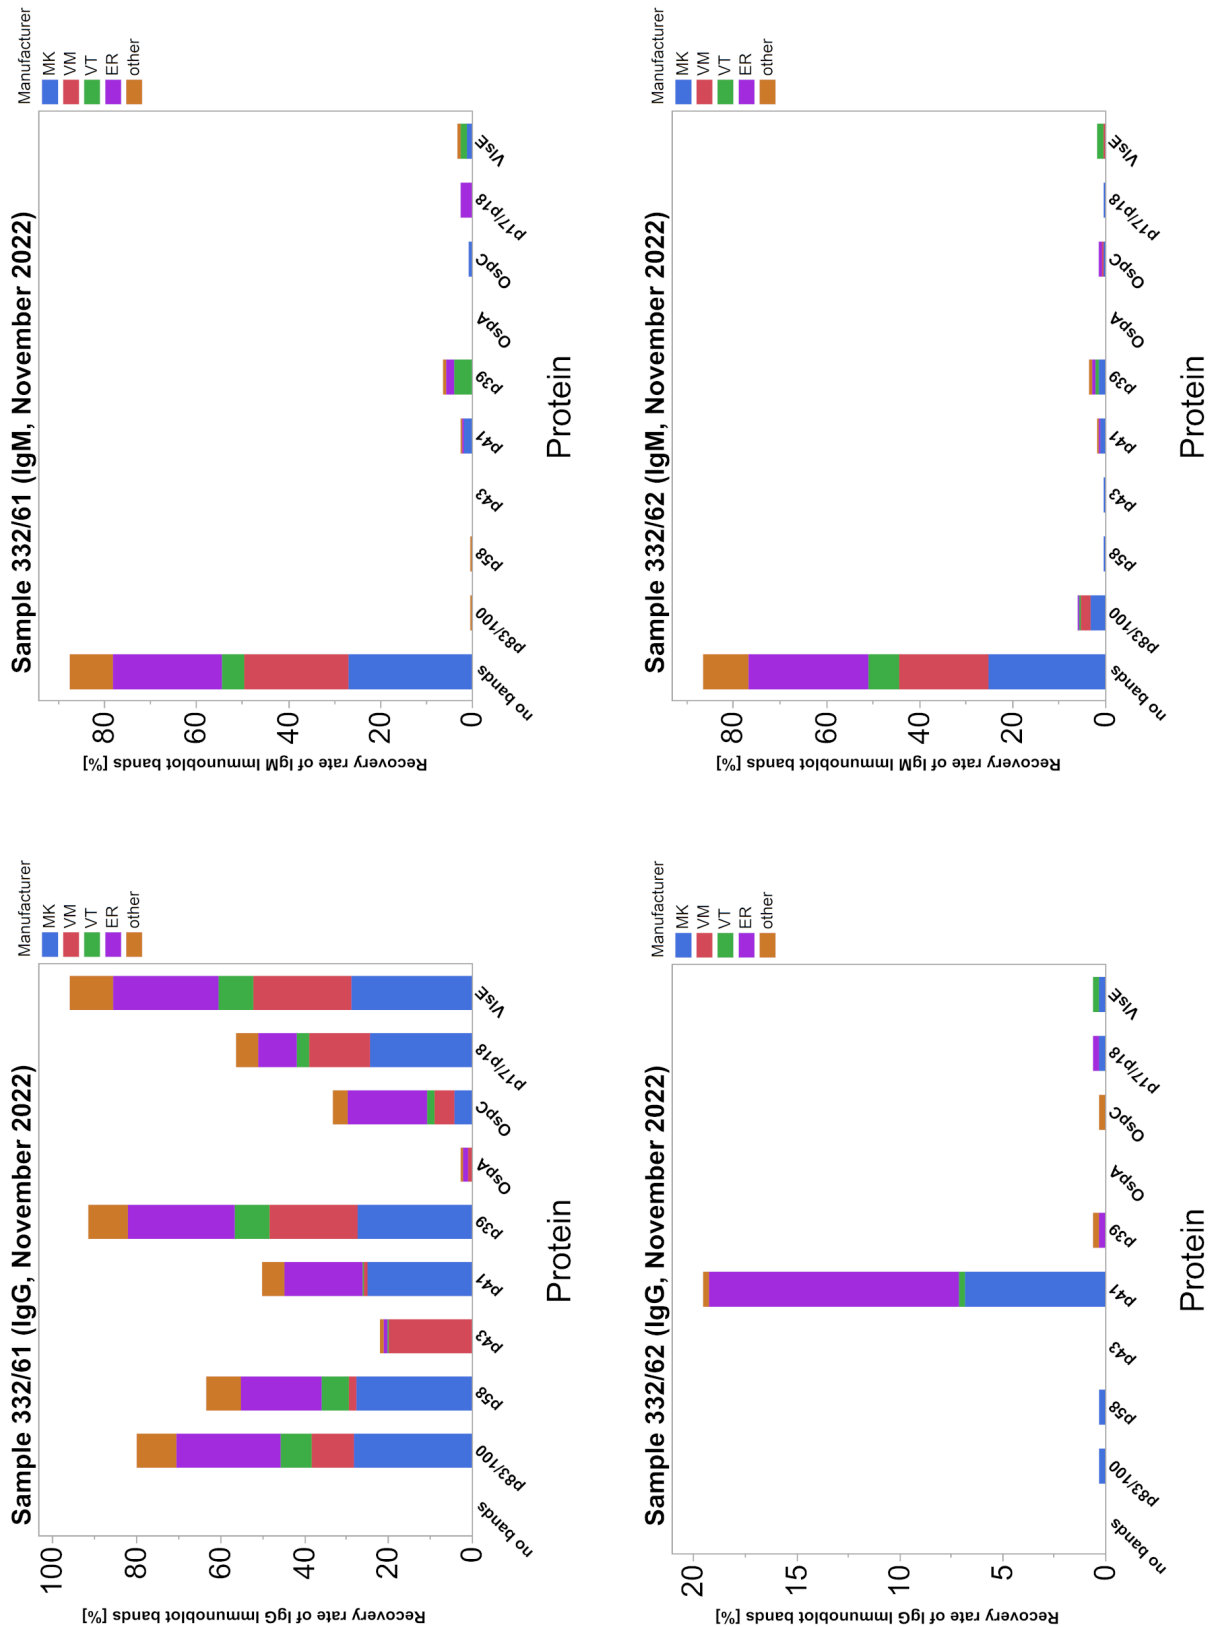 Sample 332/61 (IgG, November 2022)
Recovery rate of IgG Immunoblot bands [%]
100
80
60
40
20
0
no bands
p83/100
p58
p43
p41
p39
OspA
OspC
p17/p18
VlsE
Protein
Manufacturer
MK
VM
VT
ER
other
Sample 332/61 (IgM, November 2022)
Recovery rate of IgM Immunoblot bands [%]
80
60
40
20
0
no bands
p83/100
p58
p43
p41
p39
OspA
OspC
p17/p18
VlsE
Protein
Manufacturer
MK
VM
VT
ER
other
Sample 332/62 (IgG, November 2022)
Recovery rate of IgG Immunoblot bands [%]
20
15
10
5
0
no bands
p83/100
p58
p43
p41
p39
OspA
OspC
p17/p18
VlsE
Protein
Manufacturer
MK
VM
VT
ER
other
Sample 332/62 (IgM, November 2022)
Recovery rate of IgM Immunoblot bands [%]
80
60
40
20
0
no bands
p83/100
p58
p43
p41
p39
OspA
OspC
p17/p18
VlsE
Protein
Manufacturer
MK
VM
VT
ER
other